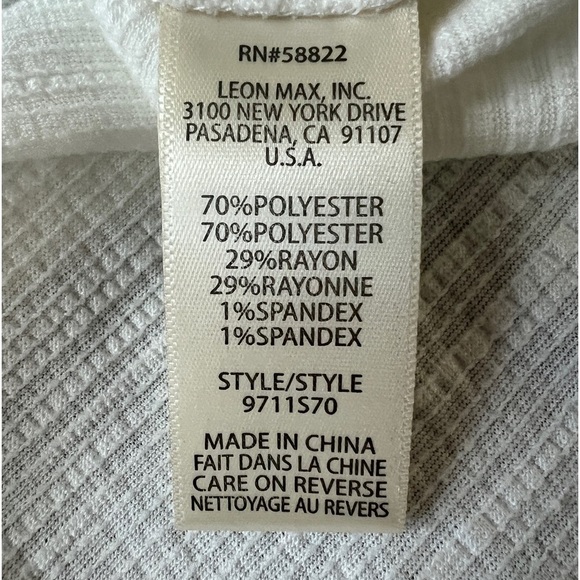 RN#58822
LEON MAX, INC.
3100 NEW YORK DRIVE
PASADENA, CA 91107
U.S.A.
70%POLYESTER
70%POLYESTER
29%RAYON
29%RAYONNE
1%SPANDEX
1%SPANDEX
STYLE/STYLE
9711S70
MADE IN CHINA
FAIT DANS LA CHINE
CARE ON REVERSE
NETTOYAGE AU REVERS